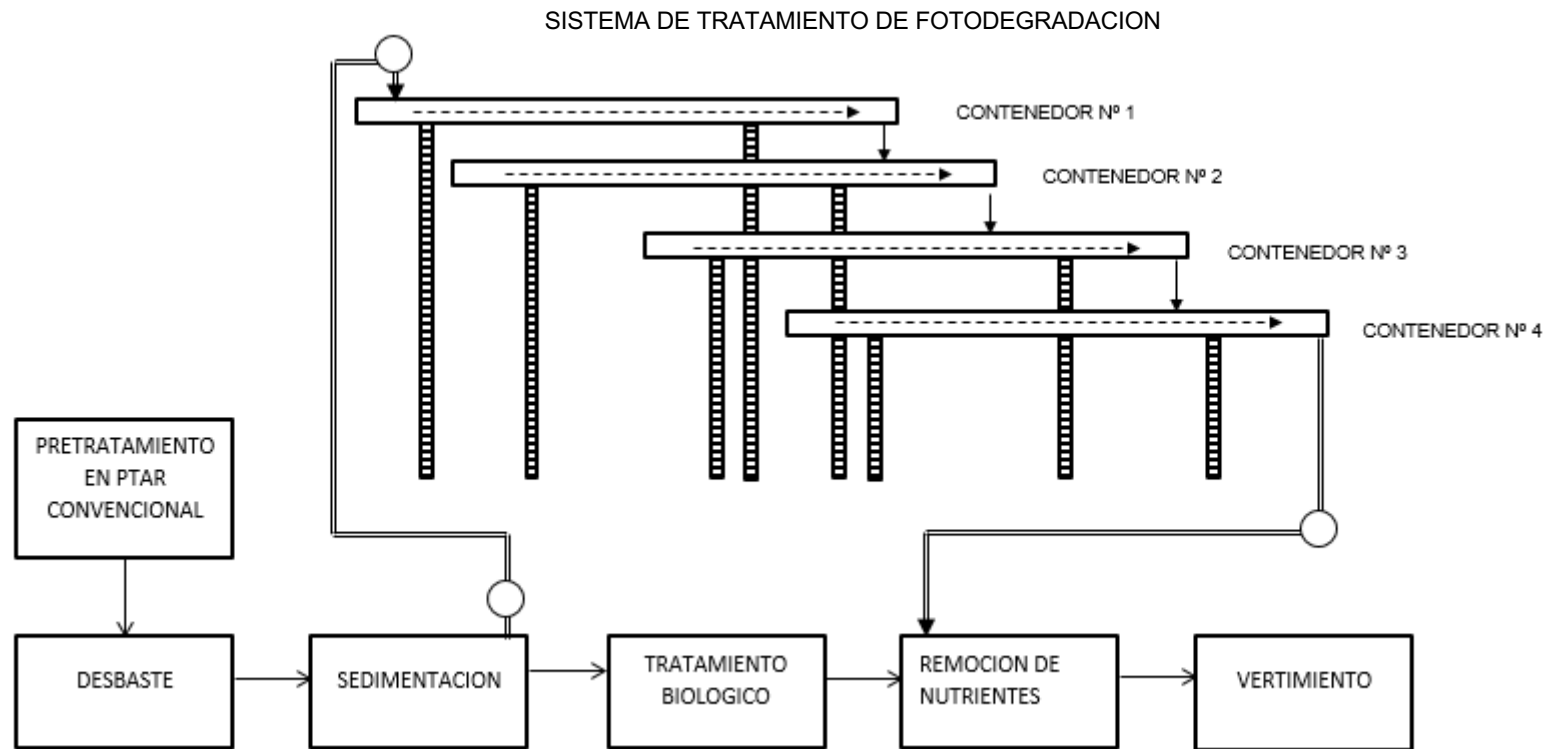 SISTEMA DE TRATAMIENTO DE FOTODEGRADACION
CONTENEDOR Nº 1
CONTENEDOR Nº 2
CONTENEDOR Nº 3
CONTENEDOR Nº 4
PRETRATAMIENTO
EN PTAR
CONVENCIONAL
DESBASTE
SEDIMENTACION
TRATAMIENTO
BIOLOGICO
REMOCION DE
NUTRIENTES
VERTIMIENTO